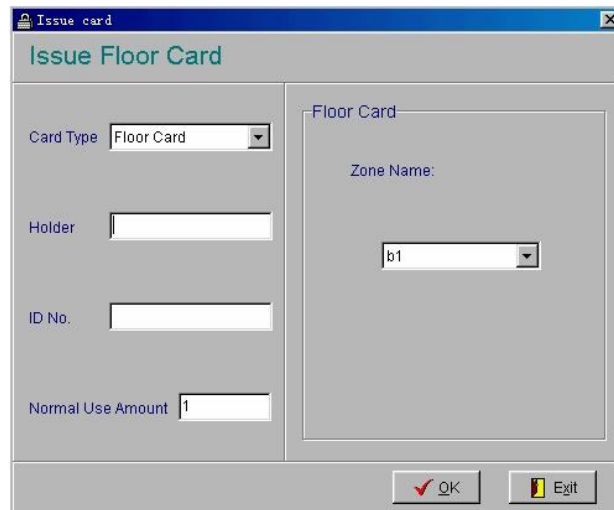 Issue card
Issue Floor Card
Card Type Floor Card
Holder
ID No.
Normal Use Amount 1
Floor Card
Zone Name:
b1
OK
Exit